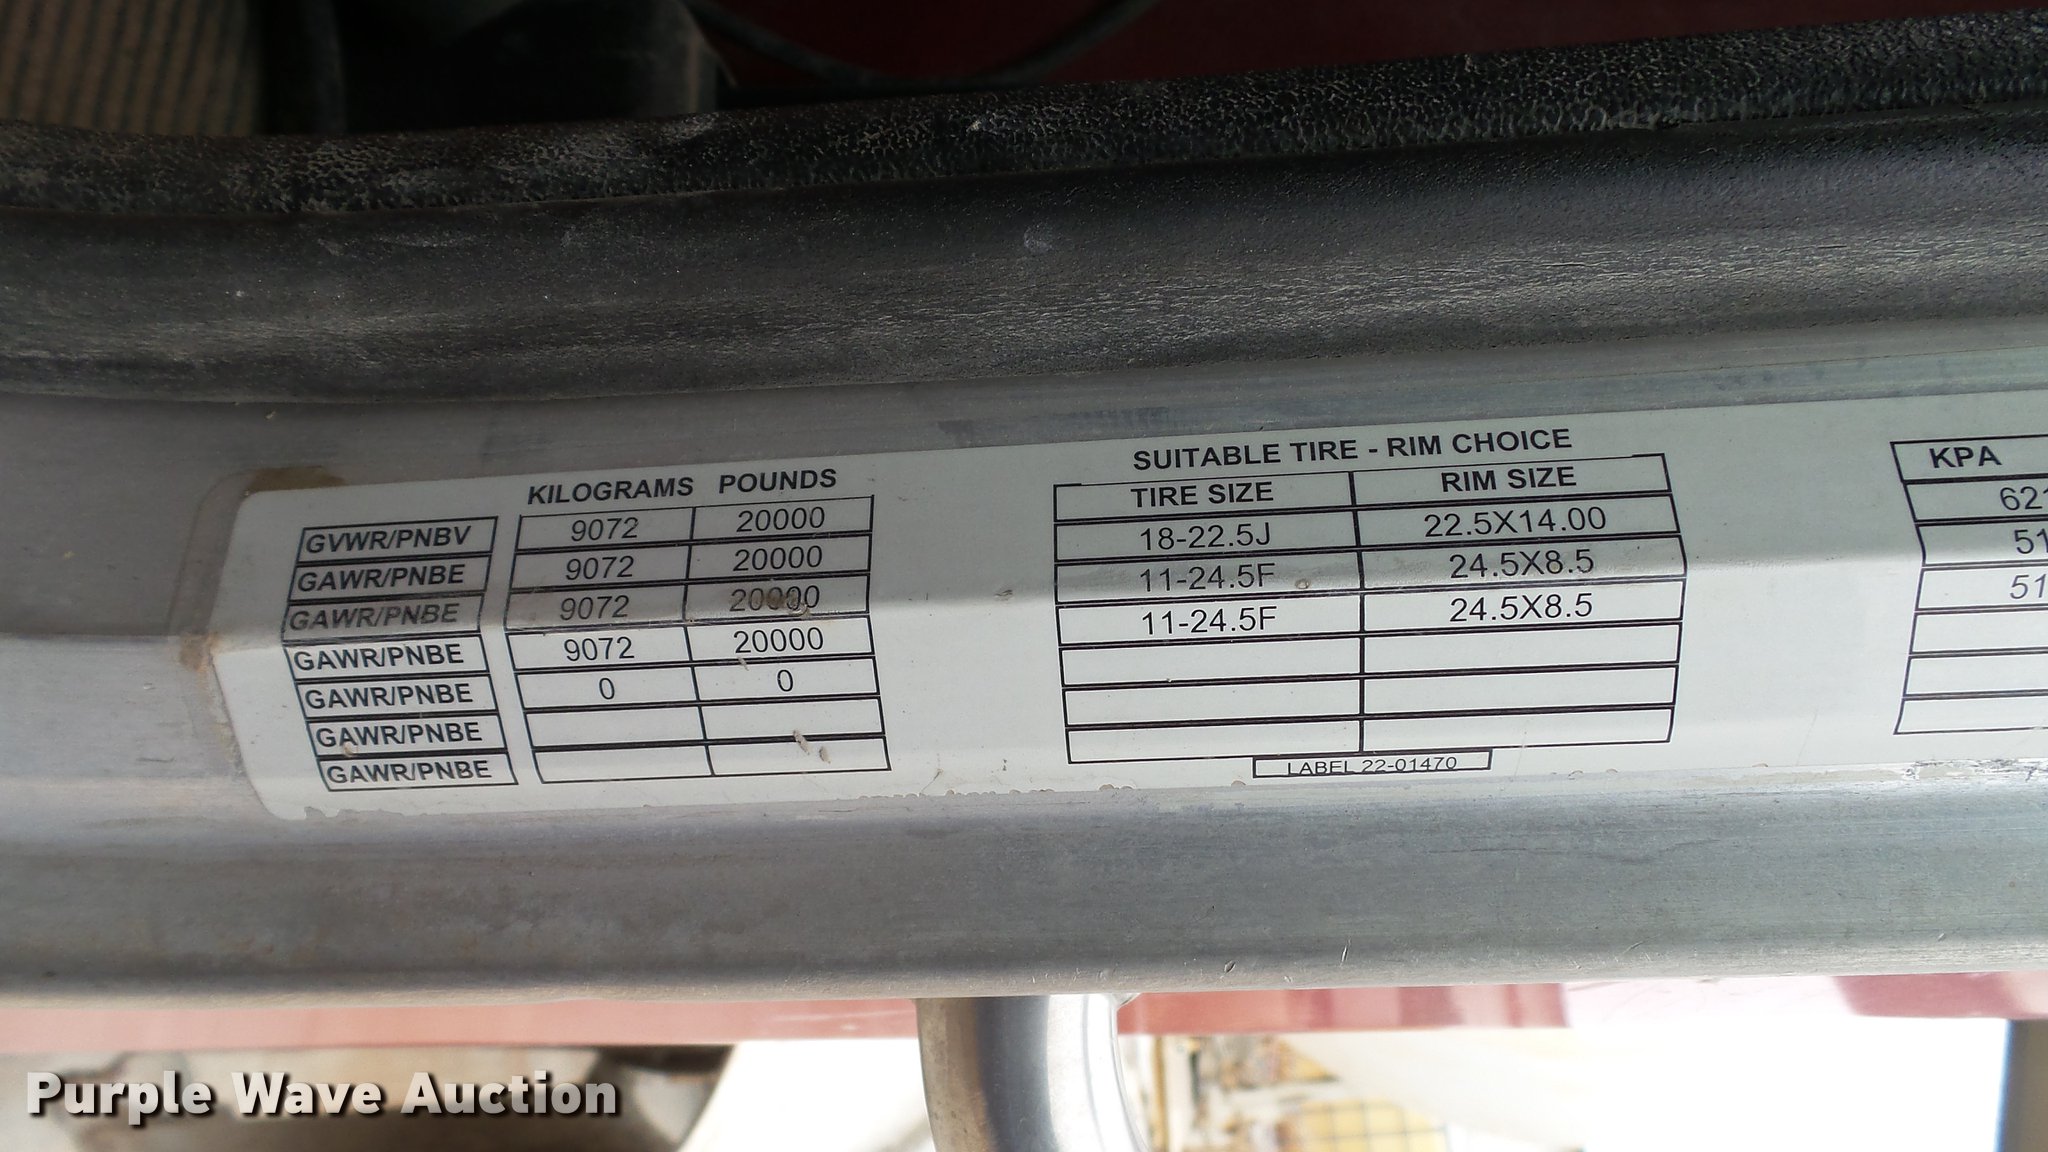 KILOGRAMS POUNDS
GVWR/PNBV 9072 20000
GAWR/PNBE 9072 20000
GAWR/PNBE 9072 20000
GAWR/PNBE 9072 20000
GAWR/PNBE 0 0
GAWR/PNBE
GAWR/PNBE
SUITABLE TIRE - RIM CHOICE
TIRE SIZE RIM SIZE
18-22.5J 22.5X14.00
11-24.5F 24.5X8.5
11-24.5F 24.5X8.5
LABEL 22-01470
KPA
621
51
51
Purple Wave Auction